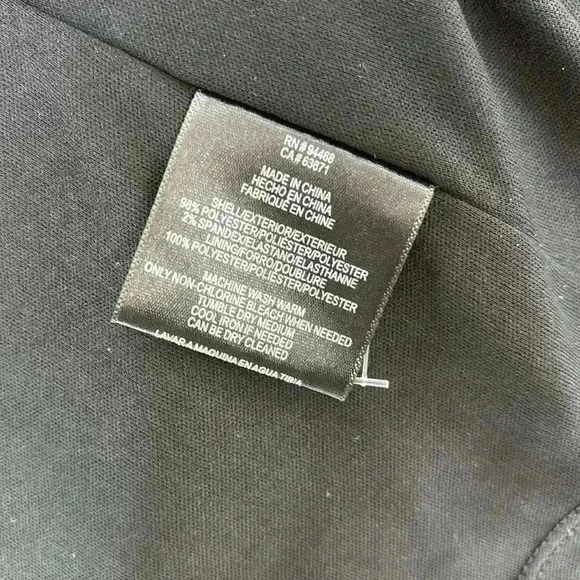 RN # 94468
CA # 63871
MADE IN CHINA
HECHO EN CHINA
FABRIQUÉ EN CHINE
SHELL/EXTERIOR/EXTERIEUR
98% POLYESTER/POLIESTER/POLYESTER
2% SPANDEX/ELASTANO/ELASTHANNE
LINING/FORRO/DOUBLURE
100% POLYESTER/POLIESTER/POLYESTER
MACHINE WASH WARM
ONLY NON-CHLORINE BLEACH WHEN NEEDED
TUMBLE DRY MEDIUM
COOL IRON IF NEEDED
CAN BE DRY CLEANED
LAVAR A MAQUINA EN AGUA TIBIA